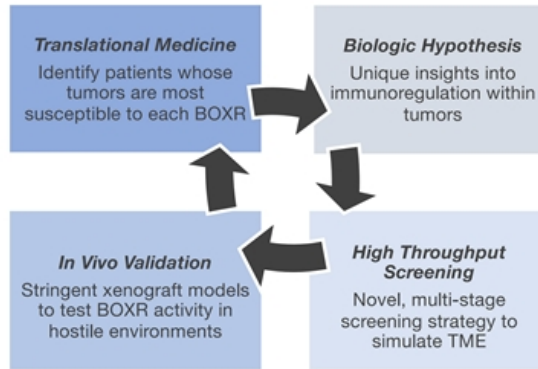 Translational Medicine
Identify patients whose
tumors are most
susceptible to each BOXR
Biologic Hypothesis
Unique insights into
immunoregulation within
tumors
In Vivo Validation
Stringent xenograft models
to test BOXR activity in
hostile environments
High Throughput
Screening
Novel, multi-stage
screening strategy to
simulate TME